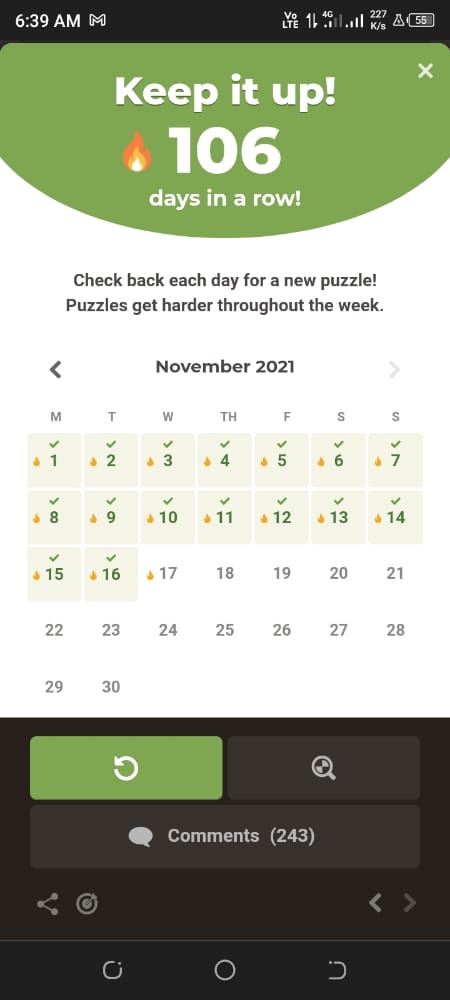 6:39 AM Vo LTE 4G 227 K/s 55
Keep it up!
106
days in a row!
Check back each day for a new puzzle!
Puzzles get harder throughout the week.
November 2021
M T W TH F S S
1 2 3 4 5 6 7
8 9 10 11 12 13 14
15 16 17 18 19 20 21
22 23 24 25 26 27 28
29 30
Comments (243)